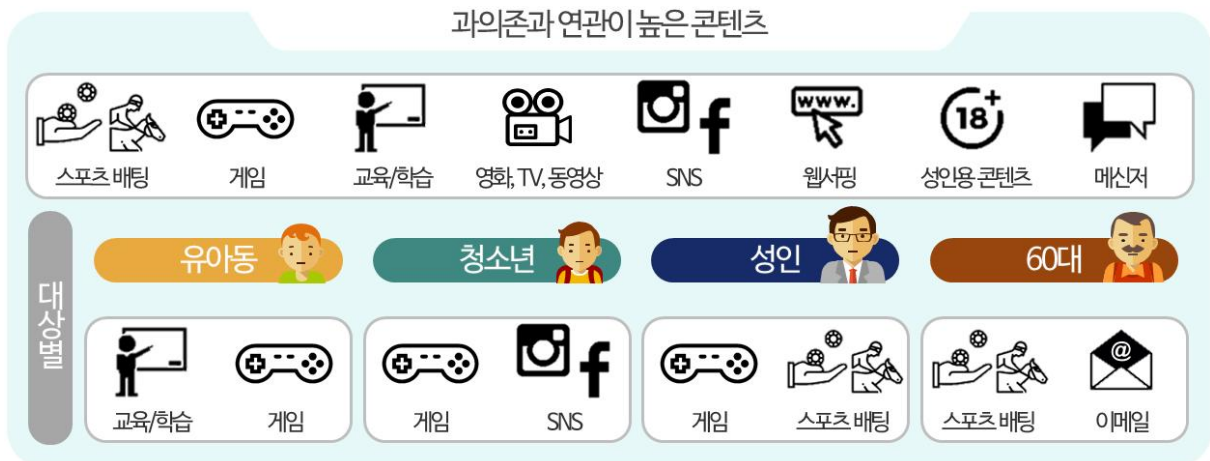 과의존과 연관이 높은 콘텐츠
스포츠 배팅 게임 교육/학습 영화, TV, 동영상 SNS 웹서핑 성인용 콘텐츠 메신저
www.
18+
f
대상별
유아동 청소년 성인 60대
@
f
교육/학습 게임 게임 SNS 게임 스포츠 배팅 스포츠 배팅 이메일